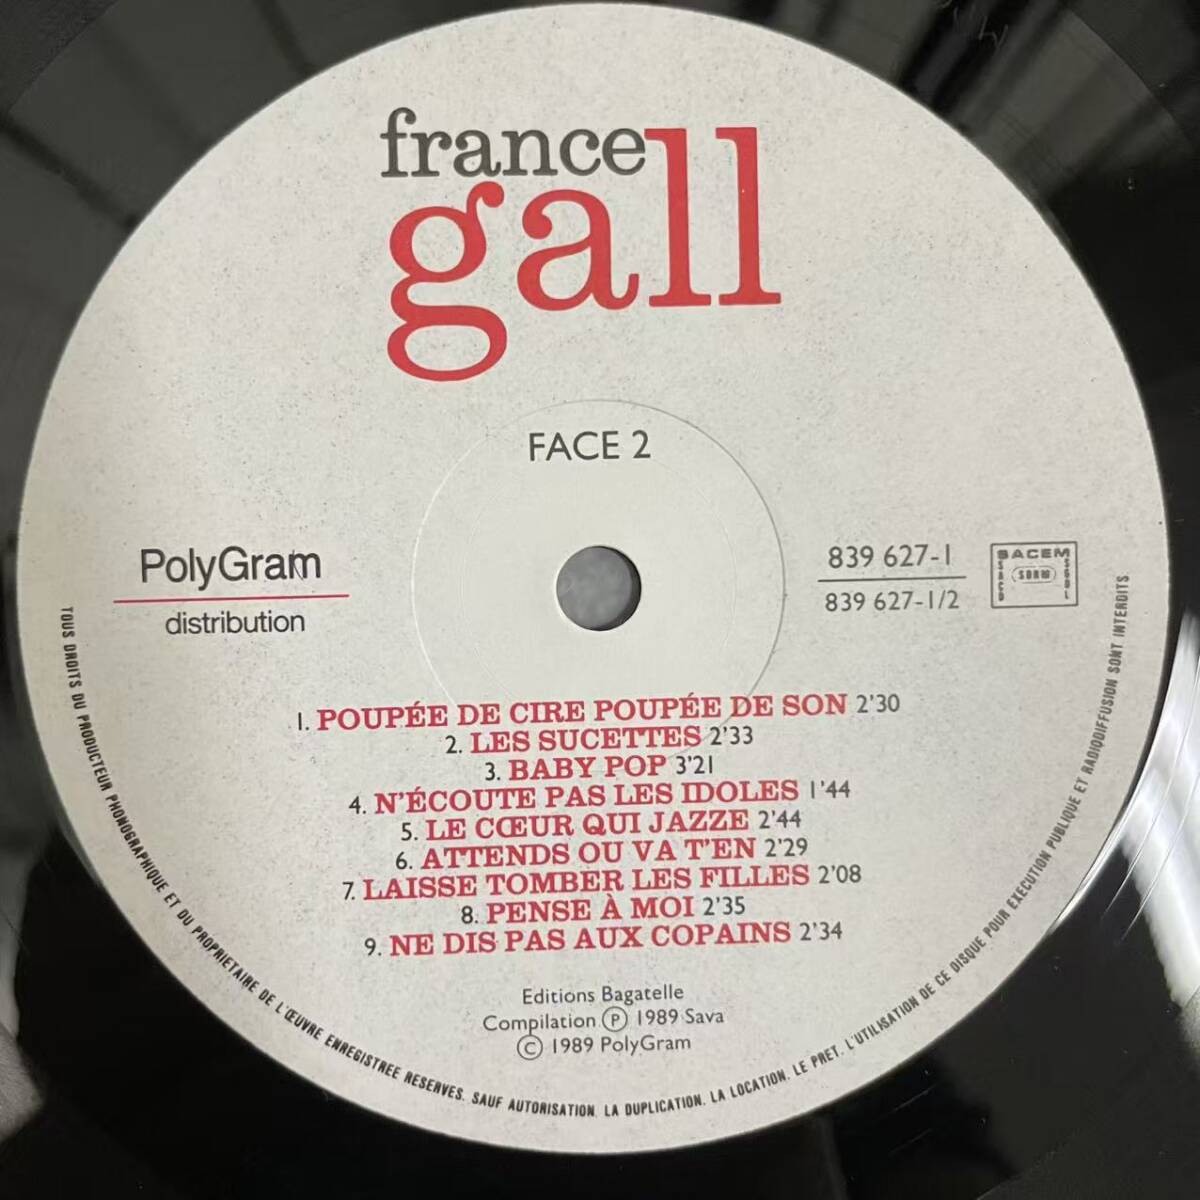 france
gall
FACE 2
PolyGram
distribution
839 627-1
839 627-1/2
SACEM
SACD SDRM SGDL
1. POUPÉE DE CIRE POUPÉE DE SON 2'30
2. LES SUCETTES 2'33
3. BABY POP 3'21
4. N'ÉCOUTE PAS LES IDOLES 1'44
5. LE CŒUR QUI JAZZE 2'44
6. ATTENDS OU VA T'EN 2'29
7. LAISSE TOMBER LES FILLES 2'08
8. PENSE À MOI 2'35
9. NE DIS PAS AUX COPAINS 2'34
Editions Bagatelle
Compilation Ⓟ 1989 Sava
© 1989 PolyGram
TOUS DROITS DU PRODUCTEUR PHONOGRAPHIQUE ET DU PROPRIETAIRE DE L'ŒUVRE ENREGISTREE RESERVES. SAUF AUTORISATION, LA DUPLICATION, LA LOCATION, LE PRET, L'UTILISATION DE CE DISQUE POUR EXECUTION PUBLIQUE ET RADIODIFFUSION SONT INTERDITS